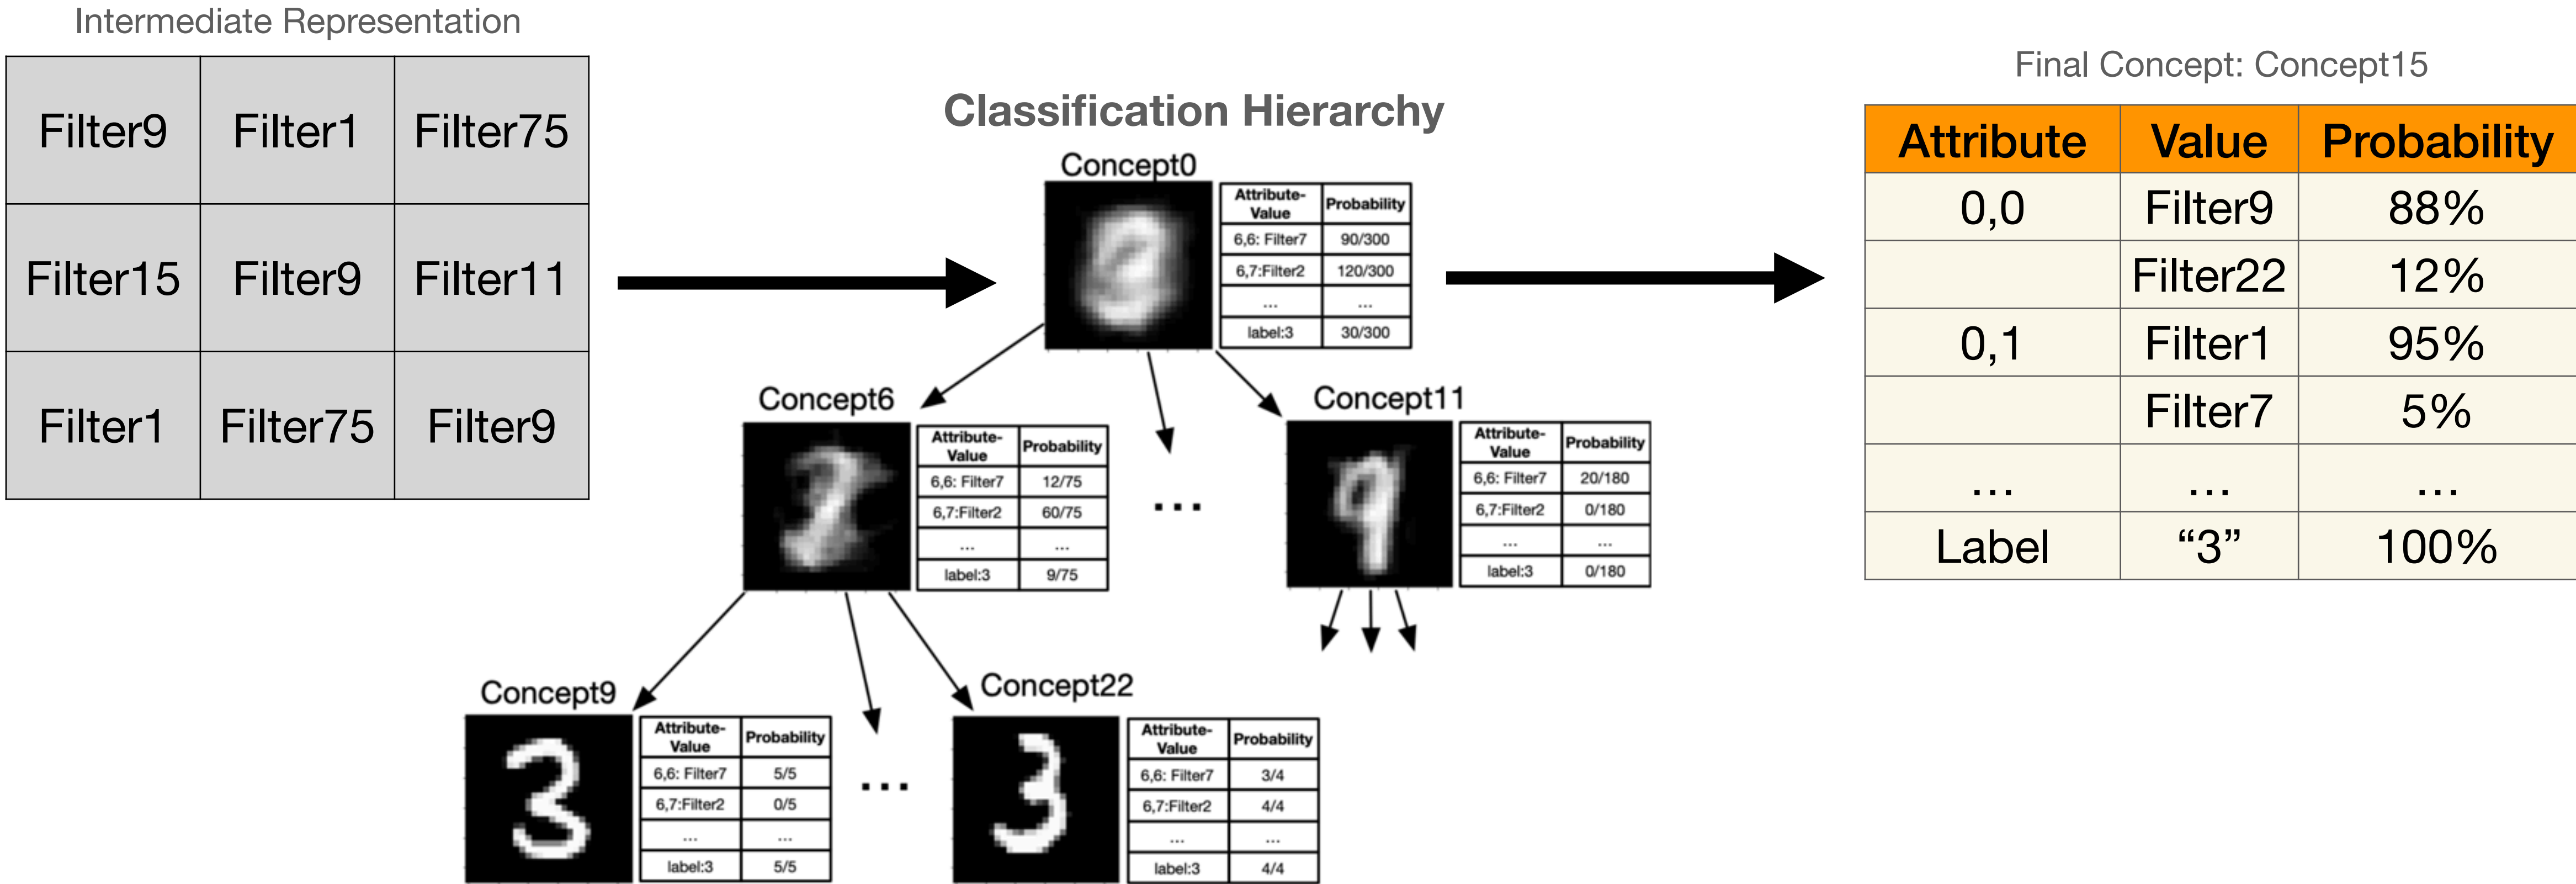 Intermediate Representation
Filter9 Filter1 Filter75
Filter15 Filter9 Filter11
Filter1 Filter75 Filter9
Classification Hierarchy
Concept0
Attribute-
Value Probability
6,6: Filter7 90/300
6,7:Filter2 120/300
... ...
label:3 30/300
Concept6
Attribute-
Value Probability
6,6: Filter7 12/75
6,7:Filter2 60/75
... ...
label:3 9/75
...
Concept11
Attribute-
Value Probability
6,6: Filter7 20/180
6,7:Filter2 0/180
... ...
label:3 0/180
Concept9
3
Attribute-
Value Probability
6,6: Filter7 5/5
6,7:Filter2 0/5
... ...
label:3 5/5
...
Concept22
3
Attribute-
Value Probability
6,6: Filter7 3/4
6,7:Filter2 4/4
... ...
label:3 4/4
Final Concept: Concept15
Attribute Value Probability
0,0 Filter9 88%
Filter22 12%
0,1 Filter1 95%
Filter7 5%
... ... ...
Label “3” 100%